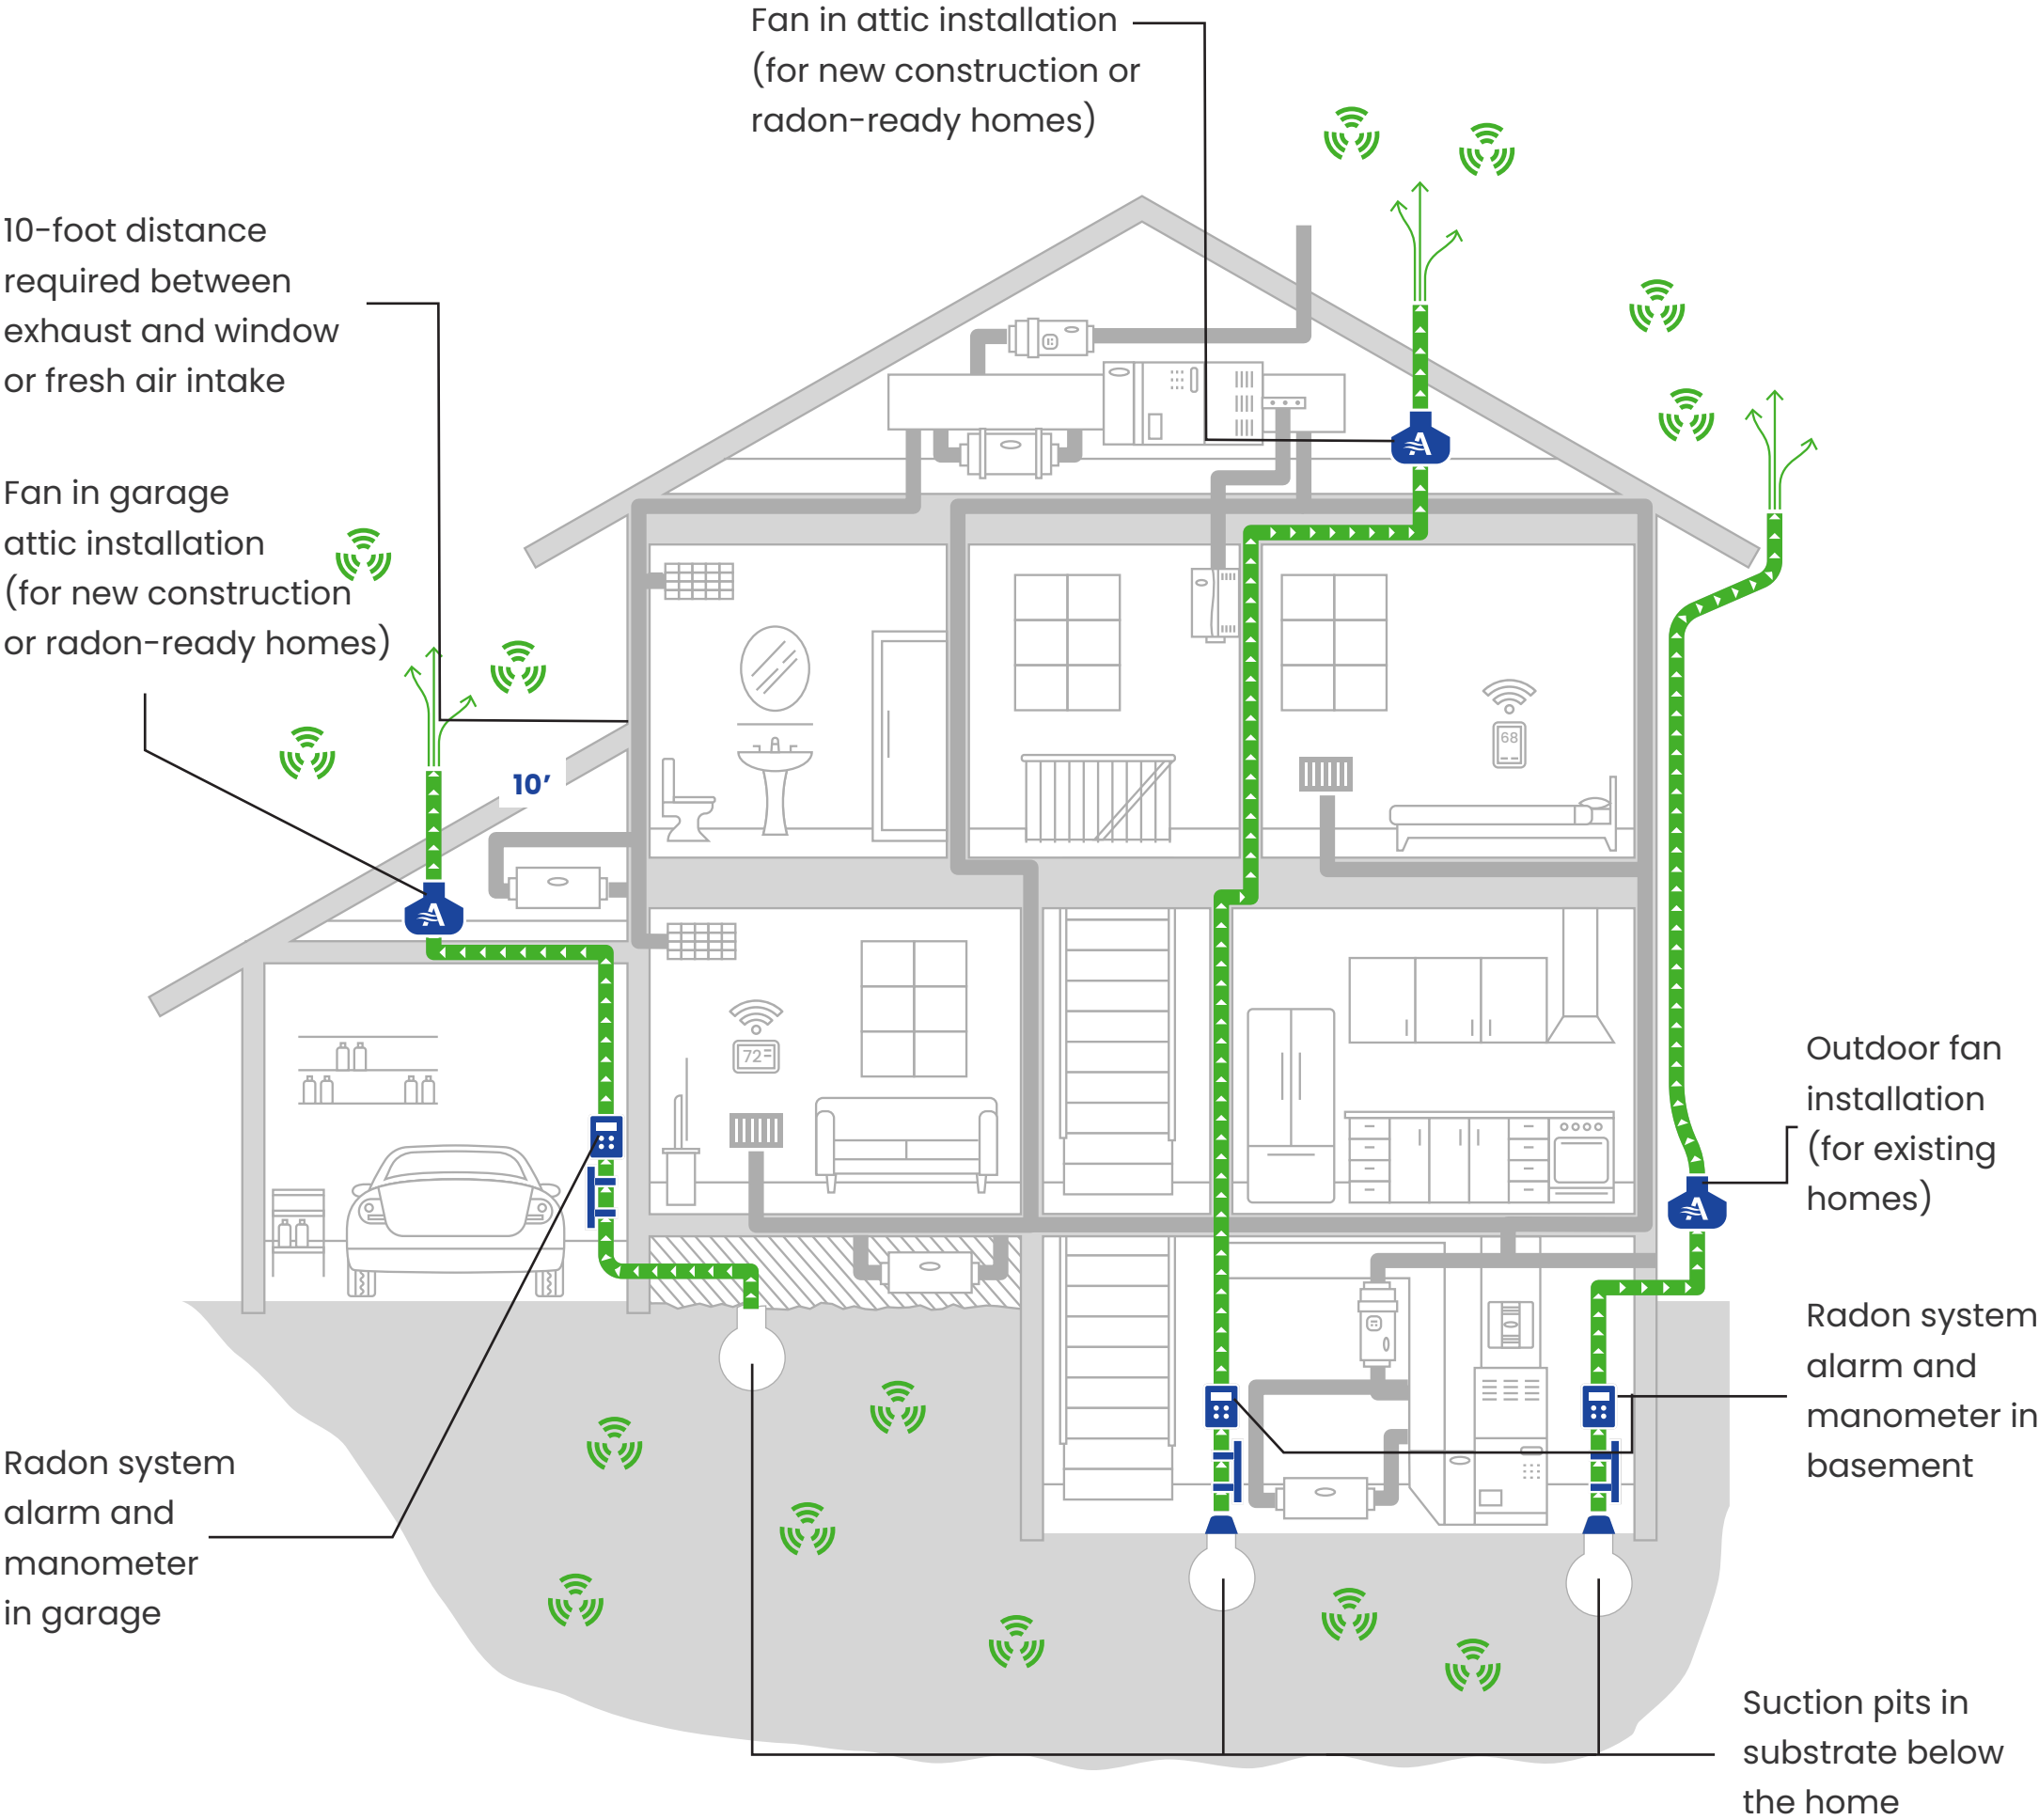 Fan in attic installation
(for new construction or
radon-ready homes)
10-foot distance
required between
exhaust and window
or fresh air intake
Fan in garage
attic installation
(for new construction
or radon-ready homes)
68
10’
72
Outdoor fan
installation
(for existing
homes)
Radon system
alarm and
manometer in
basement
Radon system
alarm and
manometer
in garage
Suction pits in
substrate below
the home